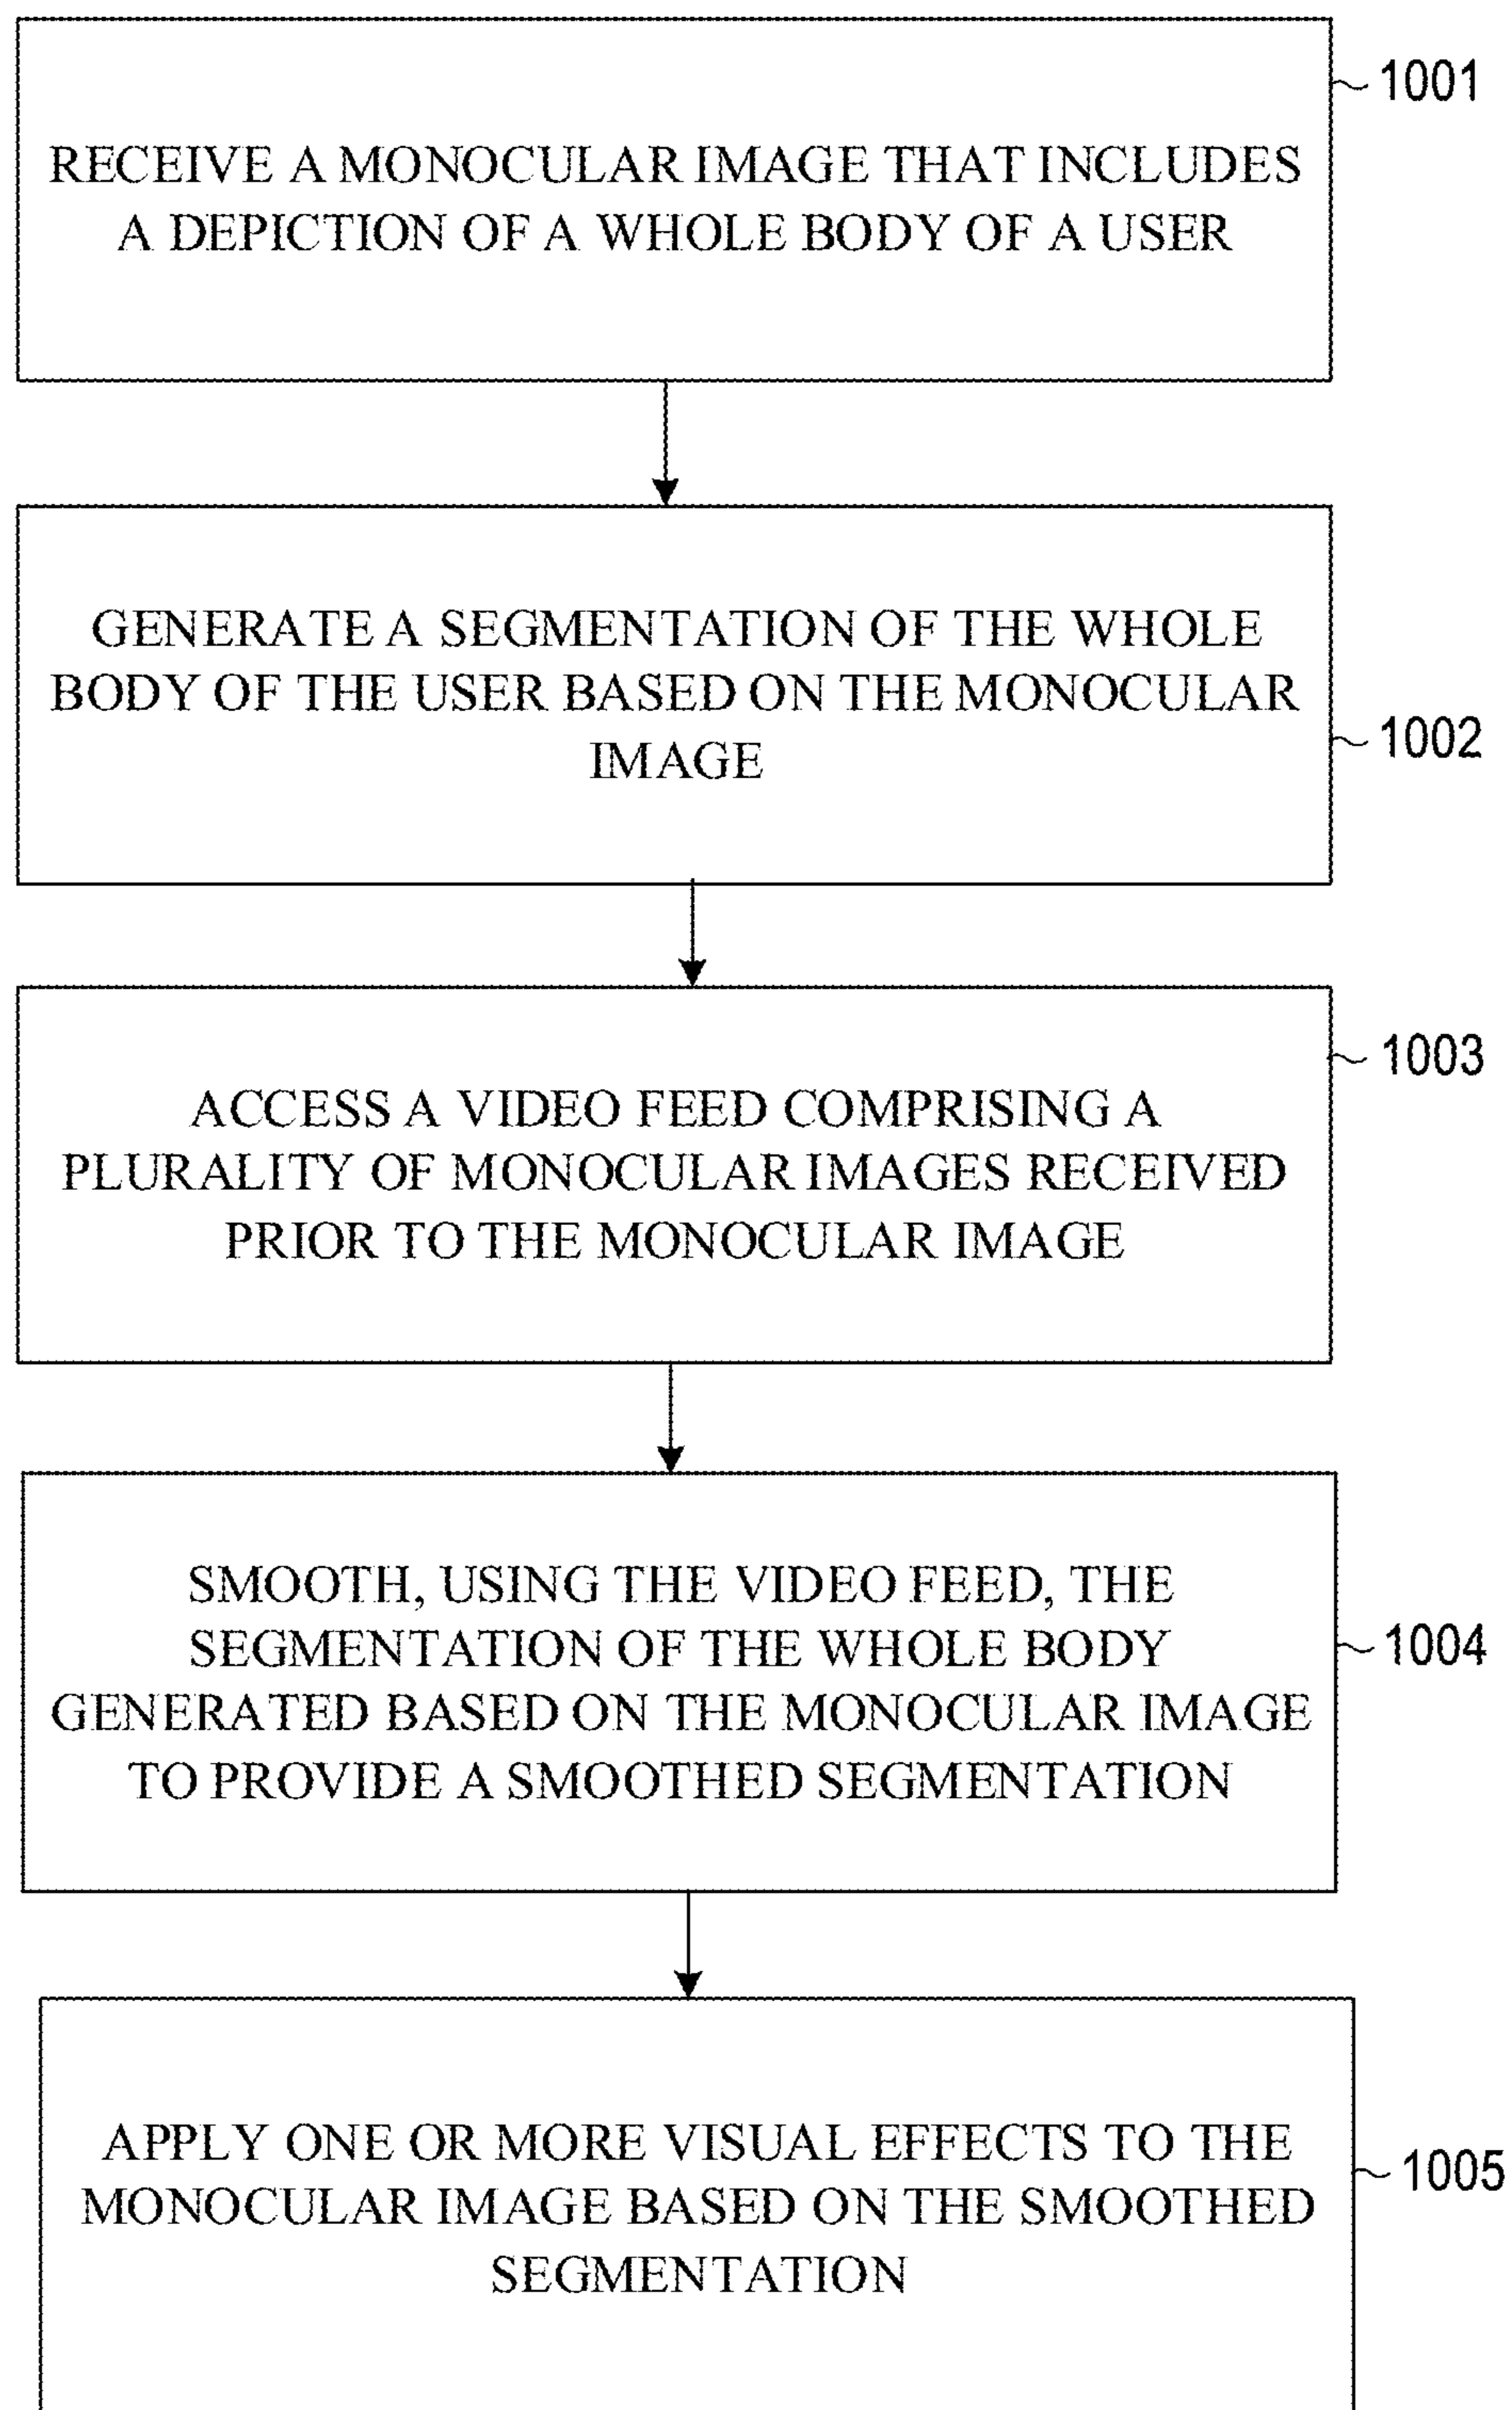 1001
RECEIVE A MONOCULAR IMAGE THAT INCLUDES
A DEPICTION OF A WHOLE BODY OF A USER
GENERATE A SEGMENTATION OF THE WHOLE
BODY OF THE USER BASED ON THE MONOCULAR
1002
IMAGE
1003
ACCESS A VIDEO FEED COMPRISING A
PLURALITY OF MONOCULAR IMAGES RECEIVED
PRIOR TO THE MONOCULAR IMAGE
SMOOTH, USING THE VIDEO FEED, THE
SEGMENTATION OF THE WHOLE BODY
1004
GENERATED BASED ON THE MONOCULAR IMAGE
TO PROVIDE A SMOOTHED SEGMENTATION
APPLY ONE OR MORE VISUAL EFFECTS TO THE
1005
MONOCULAR IMAGE BASED ON THE SMOOTHED
SEGMENTATION